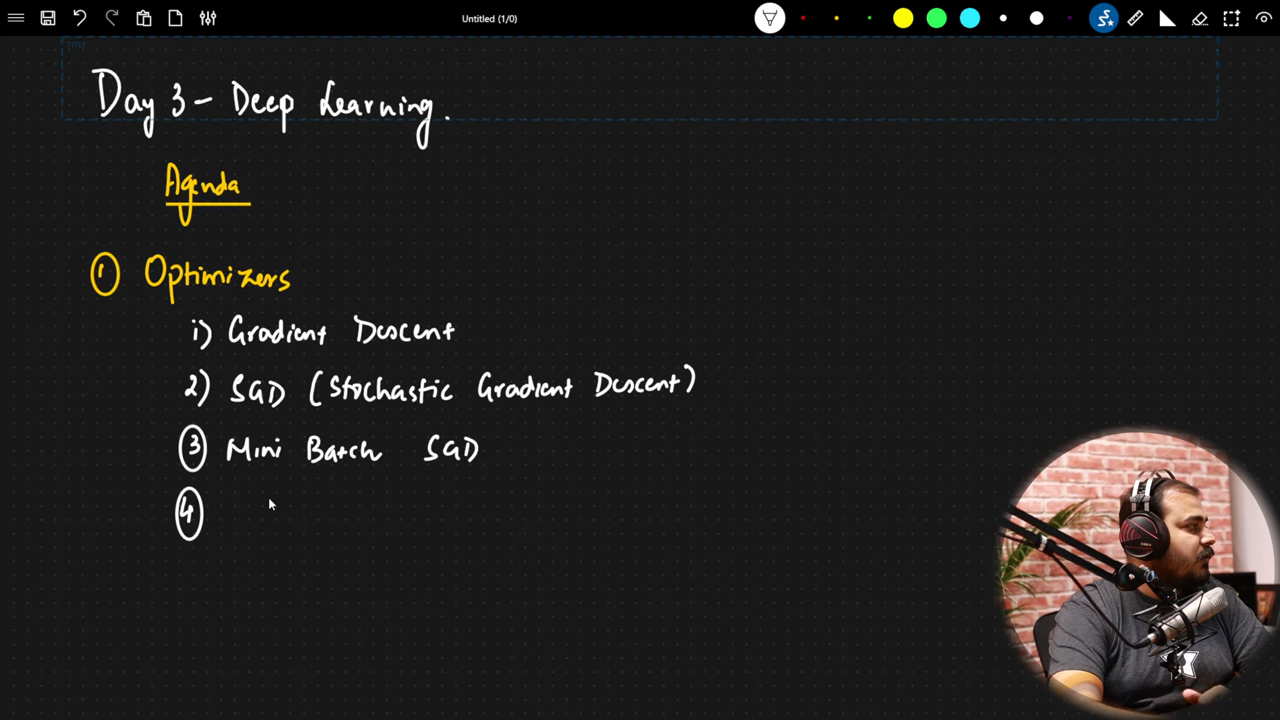 Untitled (1/0)
TITLE
Day 3 - Deep Learning.
Agenda
① Optimizers
i) Gradient Descent
2) SGD (Stochastic Gradient Descent)
③ Mini Batch SGD
④